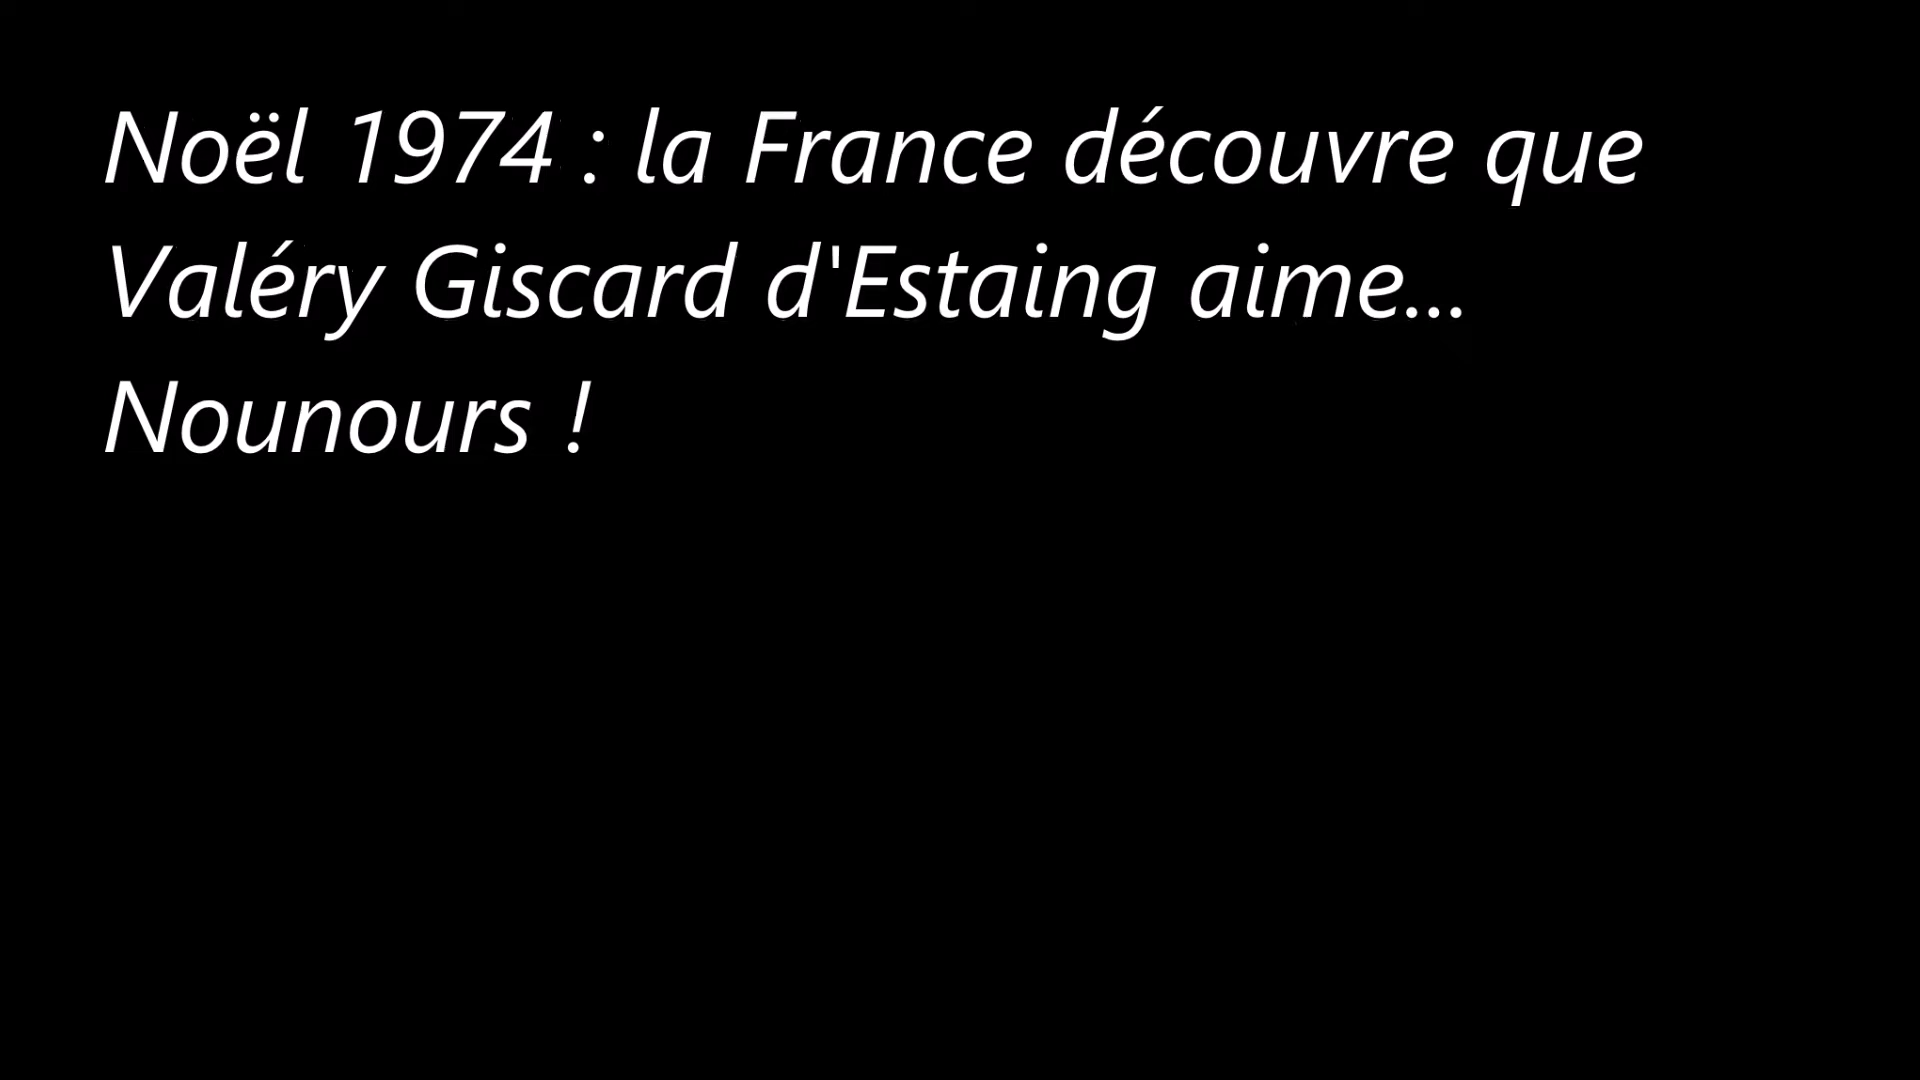 Noël 1974 : la France découvre que
Valéry Giscard d'Estaing aime...
Nounours !